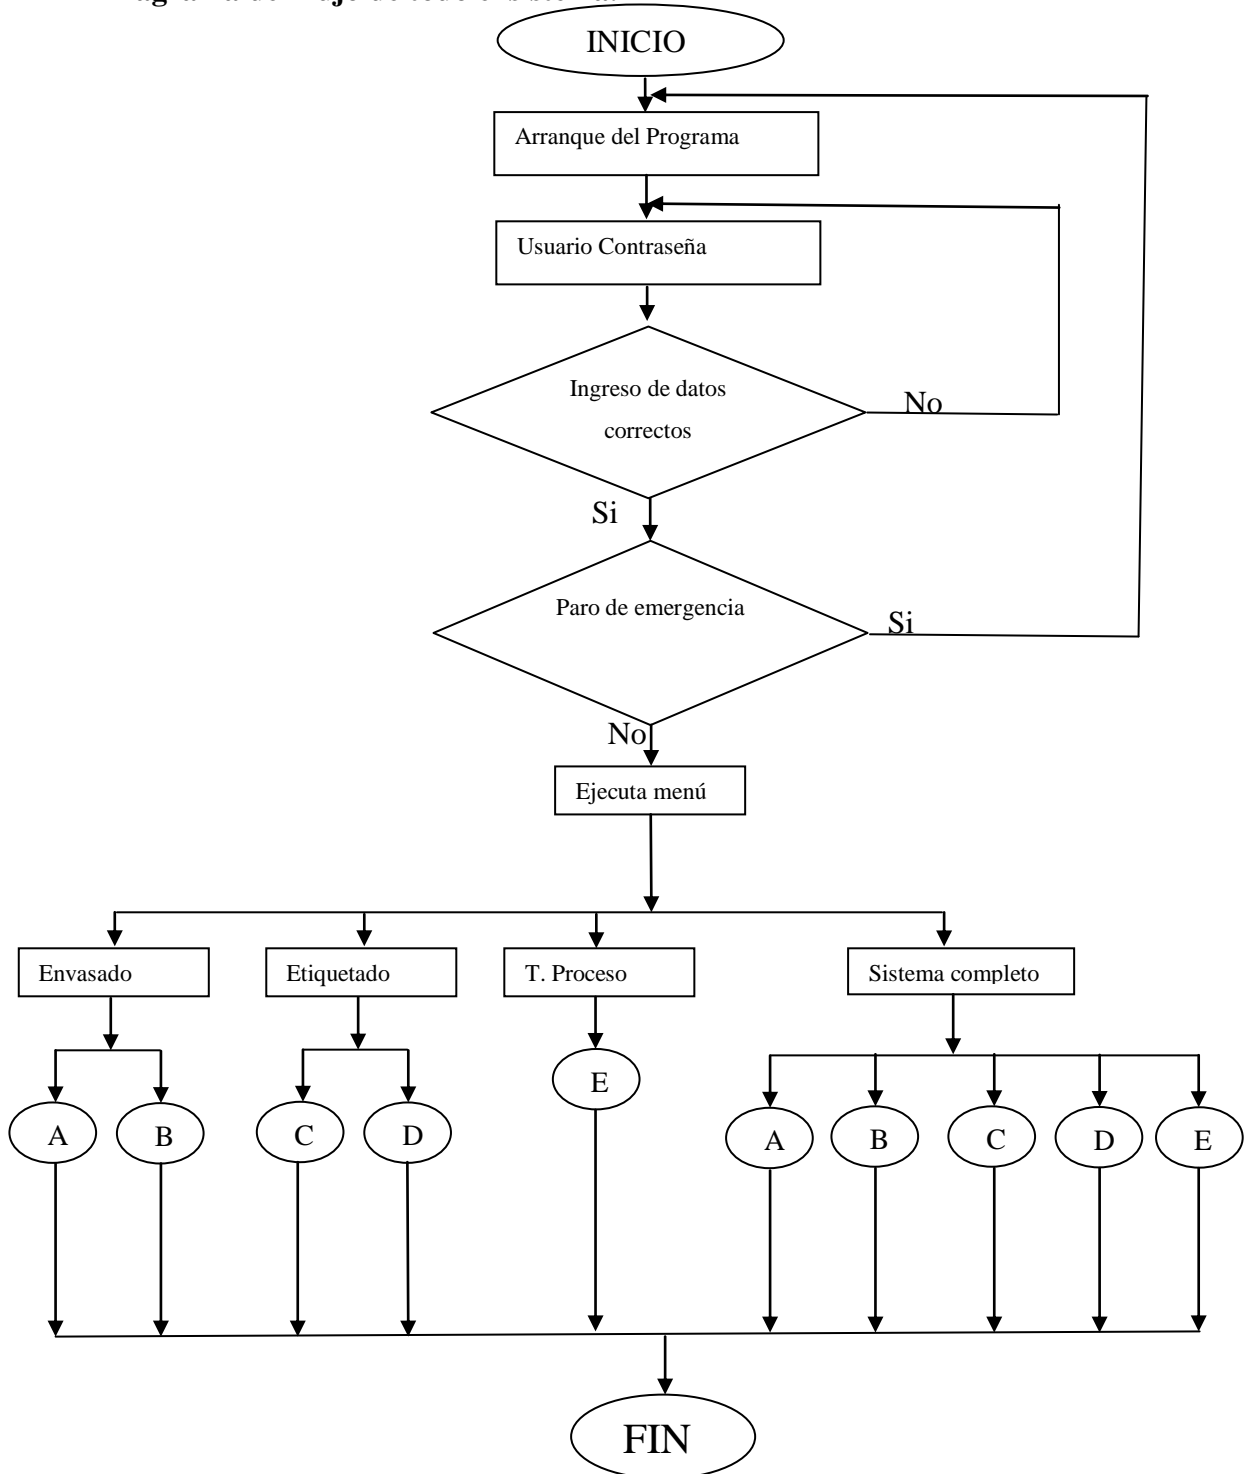 INICIO
Arranque del Programa
Usuario Contraseña
Ingreso de datos
correctos
No
Si
Paro de emergencia
Si
No
Ejecuta menú
Envasado
Etiquetado
T. Proceso
Sistema completo
E
A
B
C
D
A
B
C
D
E
FIN